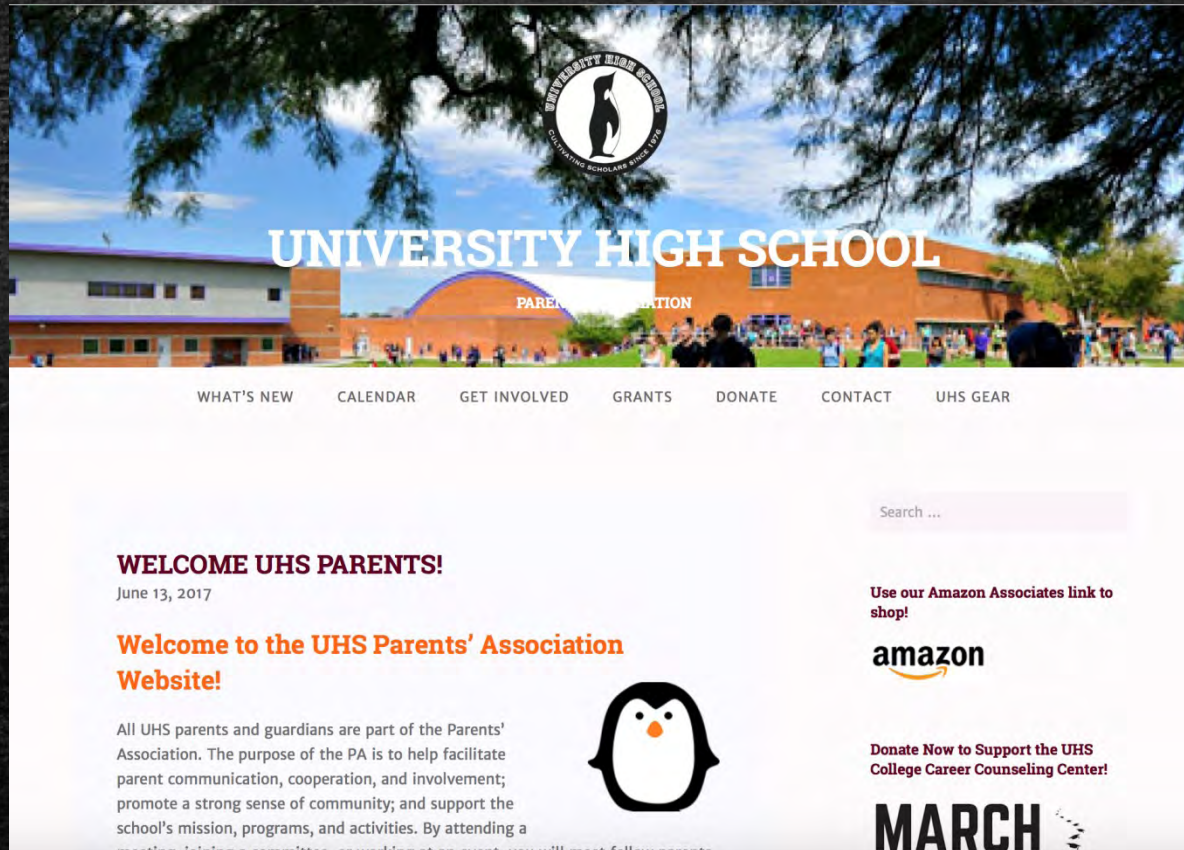 UNIVERSITY HIGH SCHOOL
CULTIVATING SCHOLARS SINCE 1976
UNIVERSITY HIGH SCHOOL
WHAT'S NEW CALENDAR GET INVOLVED GRANTS DONATE CONTACT UHS GEAR
Search ...
WELCOME UHS PARENTS!
June 13, 2017
Welcome to the UHS Parents' Association
Website!
All UHS parents and guardians are part of the Parents'
Association. The purpose of the PA is to help facilitate
parent communication, cooperation, and involvement;
promote a strong sense of community; and support the
school's mission, programs, and activities. By attending a
Use our Amazon Associates link to
shop!
amazon
Donate Now to Support the UHS
College Career Counseling Center!
MARCH